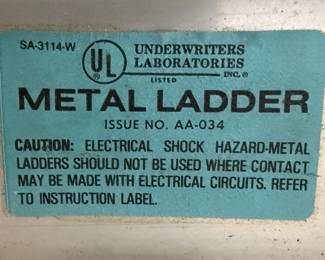 SA-3114-W
UL ® UNDERWRITERS
LABORATORIES
LISTED INC.®
METAL LADDER
ISSUE NO. AA-034
CAUTION: ELECTRICAL SHOCK HAZARD-METAL
LADDERS SHOULD NOT BE USED WHERE CONTACT
MAY BE MADE WITH ELECTRICAL CIRCUITS. REFER
TO INSTRUCTION LABEL.